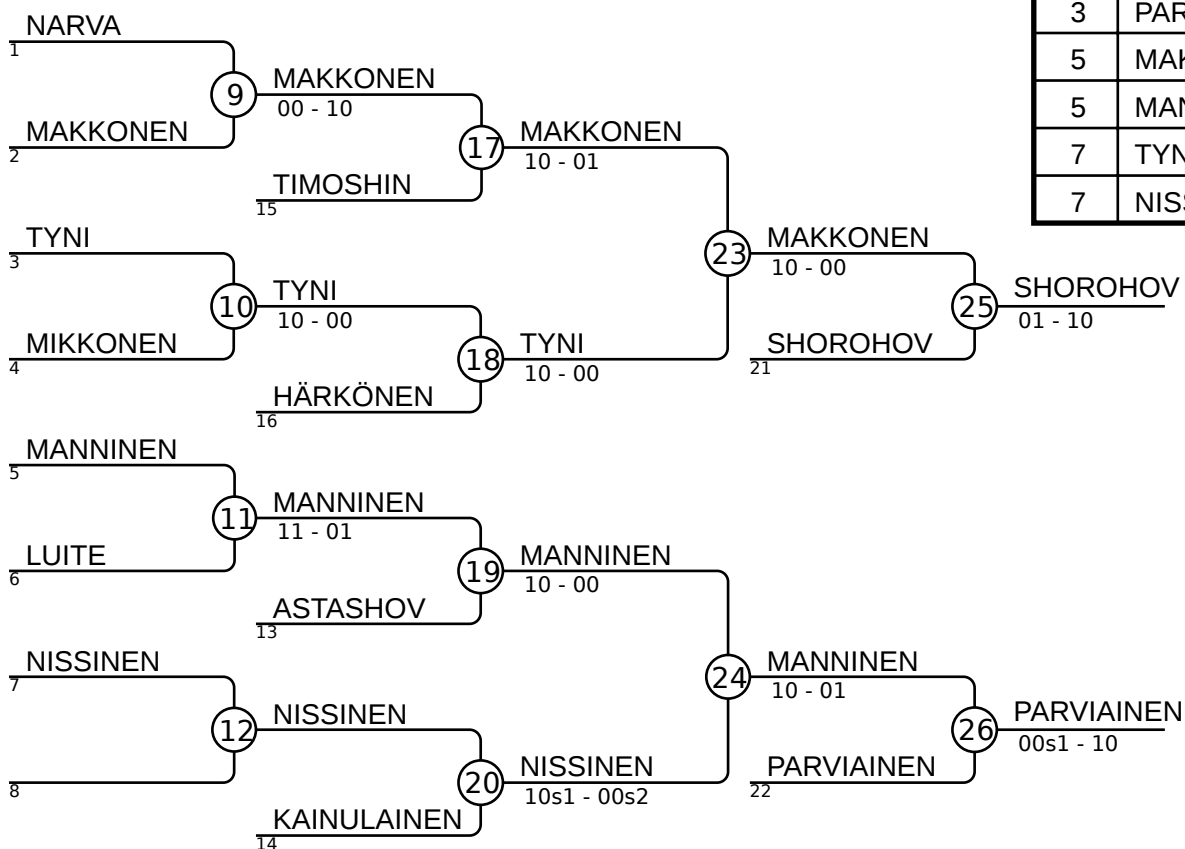 NARVA
1
9
MAKKONEN
00 - 10
MAKKONEN
2
17
MAKKONEN
10 - 01
TIMOSHIN
15
TYNI
3
10
TYNI
10 - 00
MIKKONEN
4
18
TYNI
10 - 00
HÄRKÖNEN
16
23
MAKKONEN
10 - 00
25
SHOROHOV
01 - 10
SHOROHOV
21
MANNINEN
5
11
MANNINEN
11 - 01
LUITE
6
19
MANNINEN
10 - 00
ASTASHOV
13
NISSINEN
7
12
NISSINEN
8
20
NISSINEN
10s1 - 00s2
KAINULAINEN
14
24
MANNINEN
10 - 01
26
PARVIAINEN
00s1 - 10
PARVIAINEN
22
3 PAR
5
5
7 TYN
7